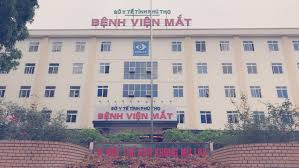 SỞ Y TẾ TỈNH PHÚ THỌ
BỆNH VIỆN MẮT
SỞ Y TẾ TỈNH PHÚ THỌ
BỆNH VIỆN MẮT